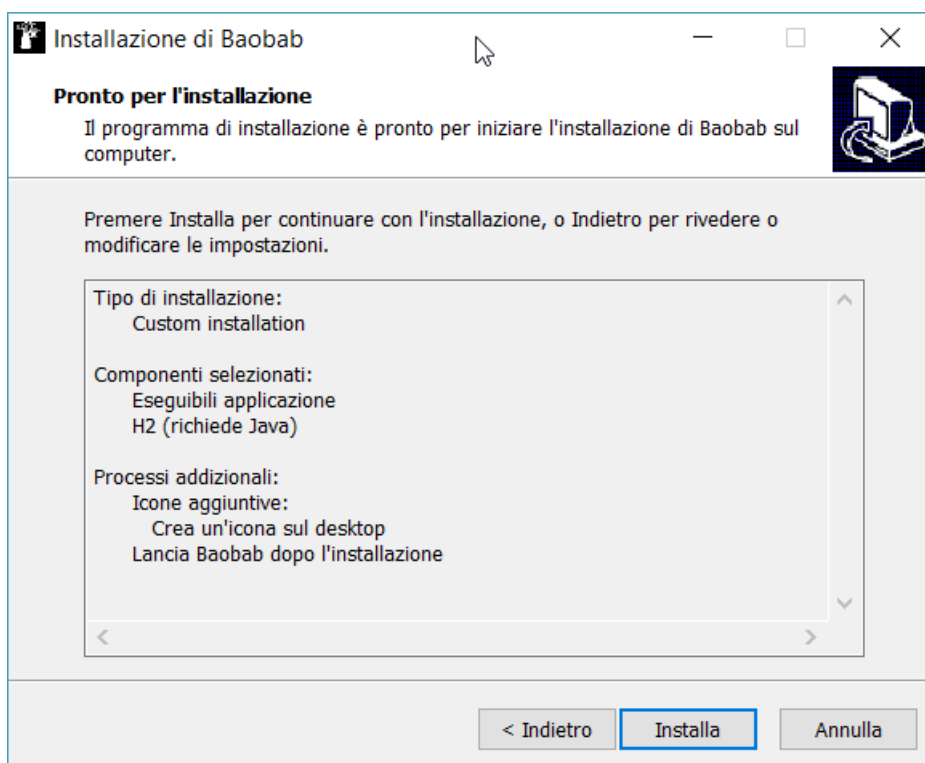 Installazione di Baobab
Pronto per l'installazione
Il programma di installazione è pronto per iniziare l'installazione di Baobab sul
computer.
Premere Installa per continuare con l'installazione, o Indietro per rivedere o
modificare le impostazioni.
Tipo di installazione:
Custom installation
Componenti selezionati:
Eseguibili applicazione
H2 (richiede Java)
Processi addizionali:
Icone aggiuntive:
Crea un'icona sul desktop
Lancia Baobab dopo l'installazione
< Indietro
Installa
Annulla